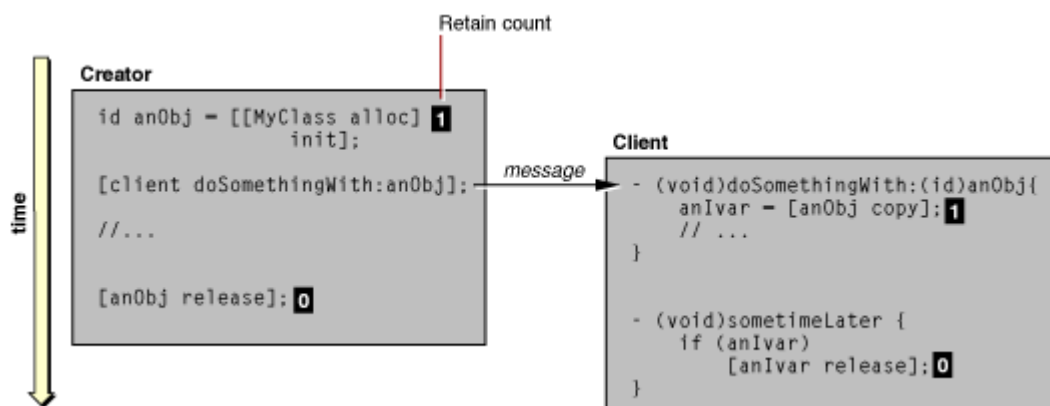 Retain count
time
Creator
id anObj = [[MyClass alloc] 1
init];
[client doSomethingWith:anObj];
//...
[anObj release]; 0
message
Client
- (void)doSomethingWith:(id)anObj{
anIvar = [anObj copy]; 1
// ...
}
- (void)sometimeLater {
if (anIvar)
[anIvar release]; 0
}